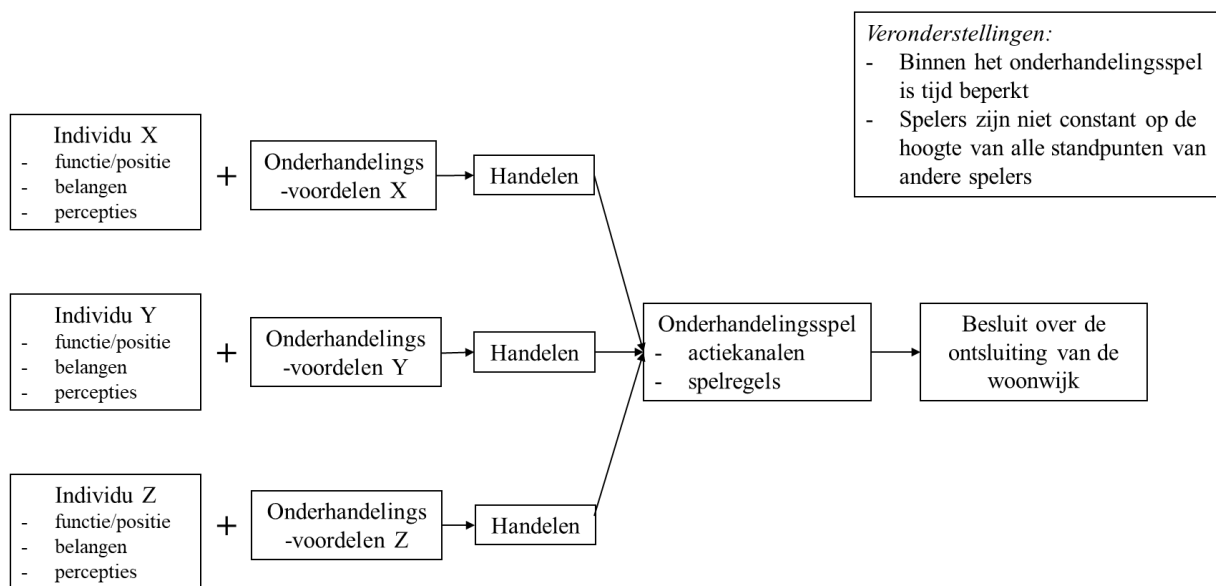 Veronderstellingen:
- Binnen het onderhandelingsspel
is tijd beperkt
- Spelers zijn niet constant op de
hoogte van alle standpunten van
andere spelers
Individu X
- functie/positie
- belangen
- percepties
+
Onderhandelings
-voordelen X
Handelen
Individu Y
- functie/positie
- belangen
- percepties
+
Onderhandelings
-voordelen Y
Handelen
Onderhandelingsspel
- actiekanalen
- spelregels
Besluit over de
ontsluiting van de
woonwijk
Individu Z
- functie/positie
- belangen
- percepties
+
Onderhandelings
-voordelen Z
Handelen